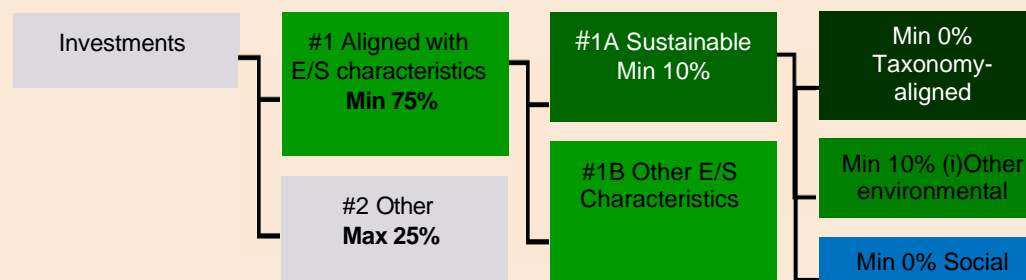 Investments
#1 Aligned with
E/S characteristics
Min 75%
#2 Other
Max 25%
#1A Sustainable
Min 10%
#1B Other E/S
Characteristics
Min 0%
Taxonomy-
aligned
Min 10% (i)Other
environmental
Min 0% Social